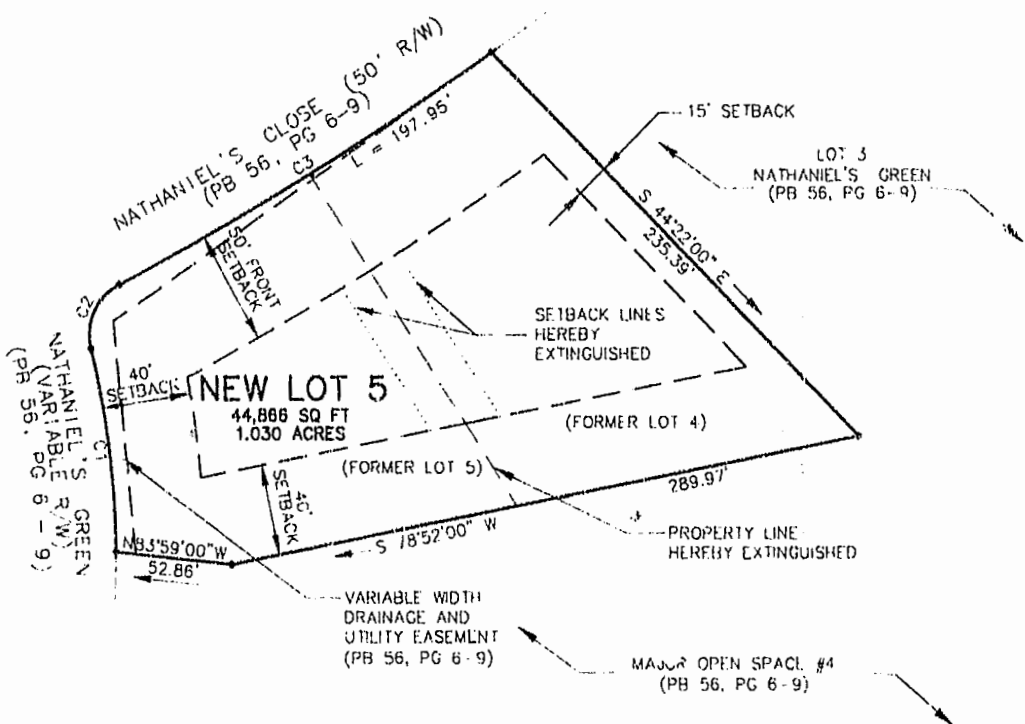 NATHANIEL'S CLOSE (50' R/W)
(PB 56, PG 6-9)
C3
L = 197.95'
15' SETBACK
LOT 3
NATHANIEL'S GREEN
(PB 56, PG 6-9)
S 44°22'00" E
235.39'
50' FRONT
SETBACK
C2
SETBACK LINES
HEREBY
EXTINGUISHED
40'
SETBACK
NEW LOT 5
44,866 SQ FT
1.030 ACRES
(FORMER LOT 4)
NATHANIEL'S GREEN
(VARIABLE R/W)
(PB 56, PG 6-9)
C1
(FORMER LOT 5)
40'
SETBACK
289.97'
S 78°52'00" W
N83°59'00"W
52.86'
PROPERTY LINE
HEREBY EXTINGUISHED
VARIABLE WIDTH
DRAINAGE AND
UTILITY EASEMENT
(PB 56, PG 6-9)
MAJOR OPEN SPACE #4
(PB 56, PG 6-9)